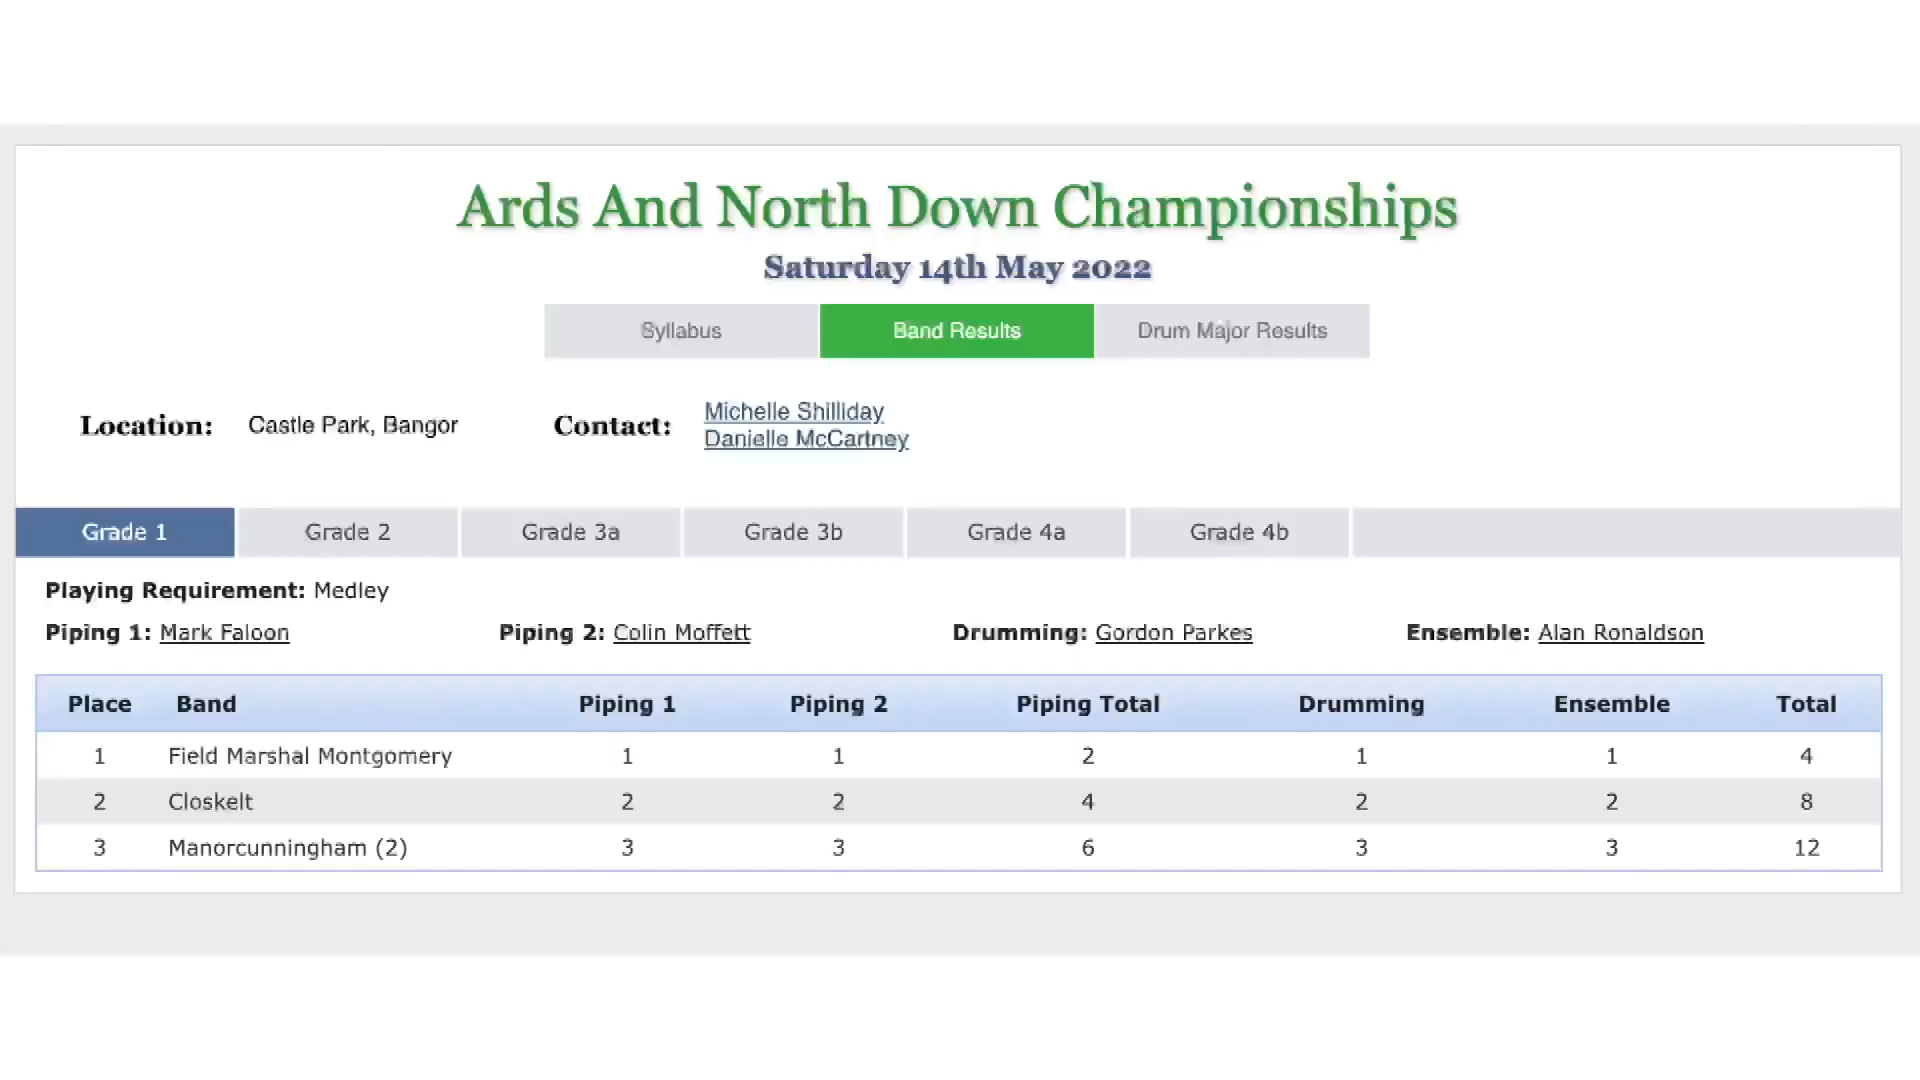 Ards And North Down Championships
Saturday 14th May 2022
Syllabus Band Results Drum Major Results
Location: Castle Park, Bangor Contact: Michelle Shilliday
Danielle McCartney
Grade 1 Grade 2 Grade 3a Grade 3b Grade 4a Grade 4b
Playing Requirement: Medley
Piping 1: Mark Faloon Piping 2: Colin Moffett Drumming: Gordon Parkes Ensemble: Alan Ronaldson
Place Band Piping 1 Piping 2 Piping Total Drumming Ensemble Total
1 Field Marshal Montgomery 1 1 2 1 1 4
2 Closkelt 2 2 4 2 2 8
3 Manorcunningham (2) 3 3 6 3 3 12